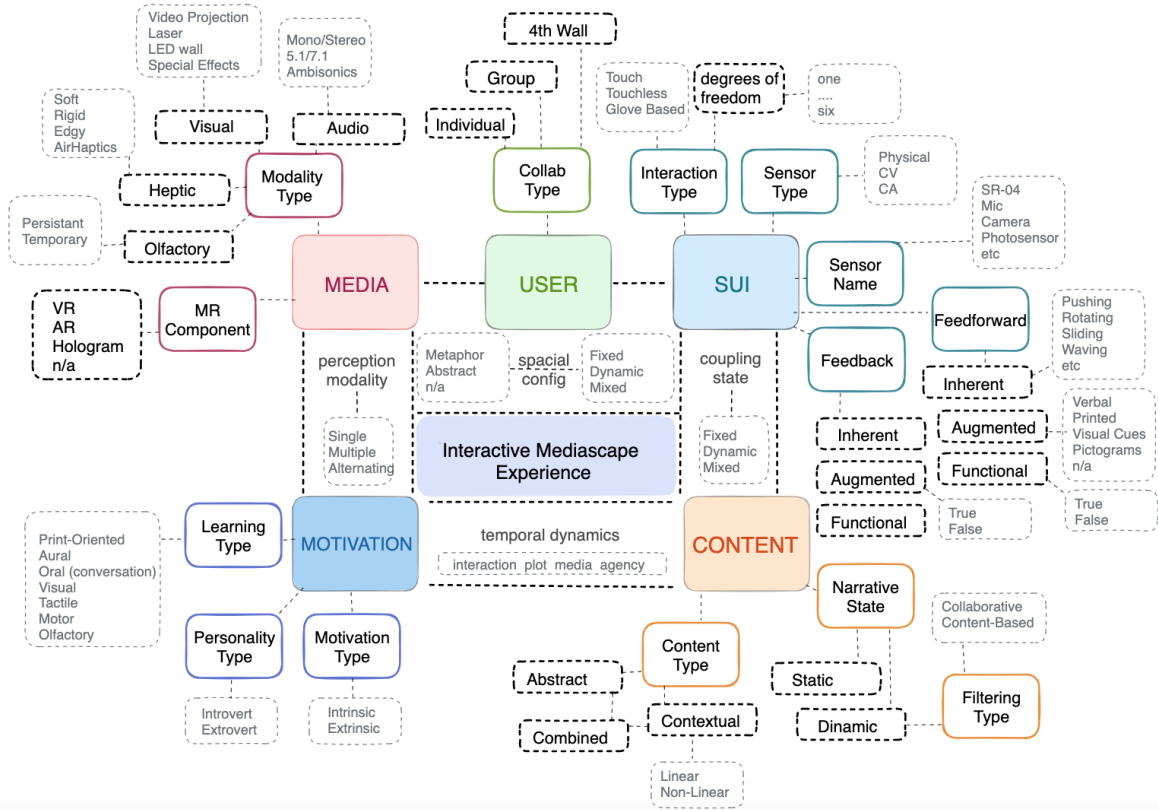 Video Projection
Laser
LED wall
Special Effects
Mono/Stereo
5.1/7.1
Ambisonics
4th Wall
Group
Individual
Touch
Touchless
Glove Based
degrees of
freedom
one
....
six
Soft
Rigid
Edgy
AirHaptics
Visual
Audio
Heptic
Modality
Type
Collab
Type
Interaction
Type
Sensor
Type
Physical
CV
CA
Persistant
Temporary
Olfactory
SR-04
Mic
Camera
Photosensor
etc
MEDIA
USER
SUI
Sensor
Name
VR
AR
Hologram
n/a
MR
Component
Feedforward
Pushing
Rotating
Sliding
Waving
etc
perception
modality
Metaphor
Abstract
n/a
spacial
config
Fixed
Dynamic
Mixed
coupling
state
Feedback
Inherent
Single
Multiple
Alternating
Interactive Mediascape
Experience
Fixed
Dynamic
Mixed
Inherent
Augmented
Verbal
Printed
Visual Cues
Pictograms
n/a
Augmented
Functional
Functional
True
False
True
False
Learning
Type
MOTIVATION
temporal dynamics
interaction plot media agency
CONTENT
Print-Oriented
Aural
Oral (conversation)
Visual
Tactile
Motor
Olfactory
Narrative
State
Collaborative
Content-Based
Personality
Type
Motivation
Type
Content
Type
Abstract
Static
Filtering
Type
Introvert
Extrovert
Intrinsic
Extrinsic
Combined
Contextual
Dinamic
Linear
Non-Linear